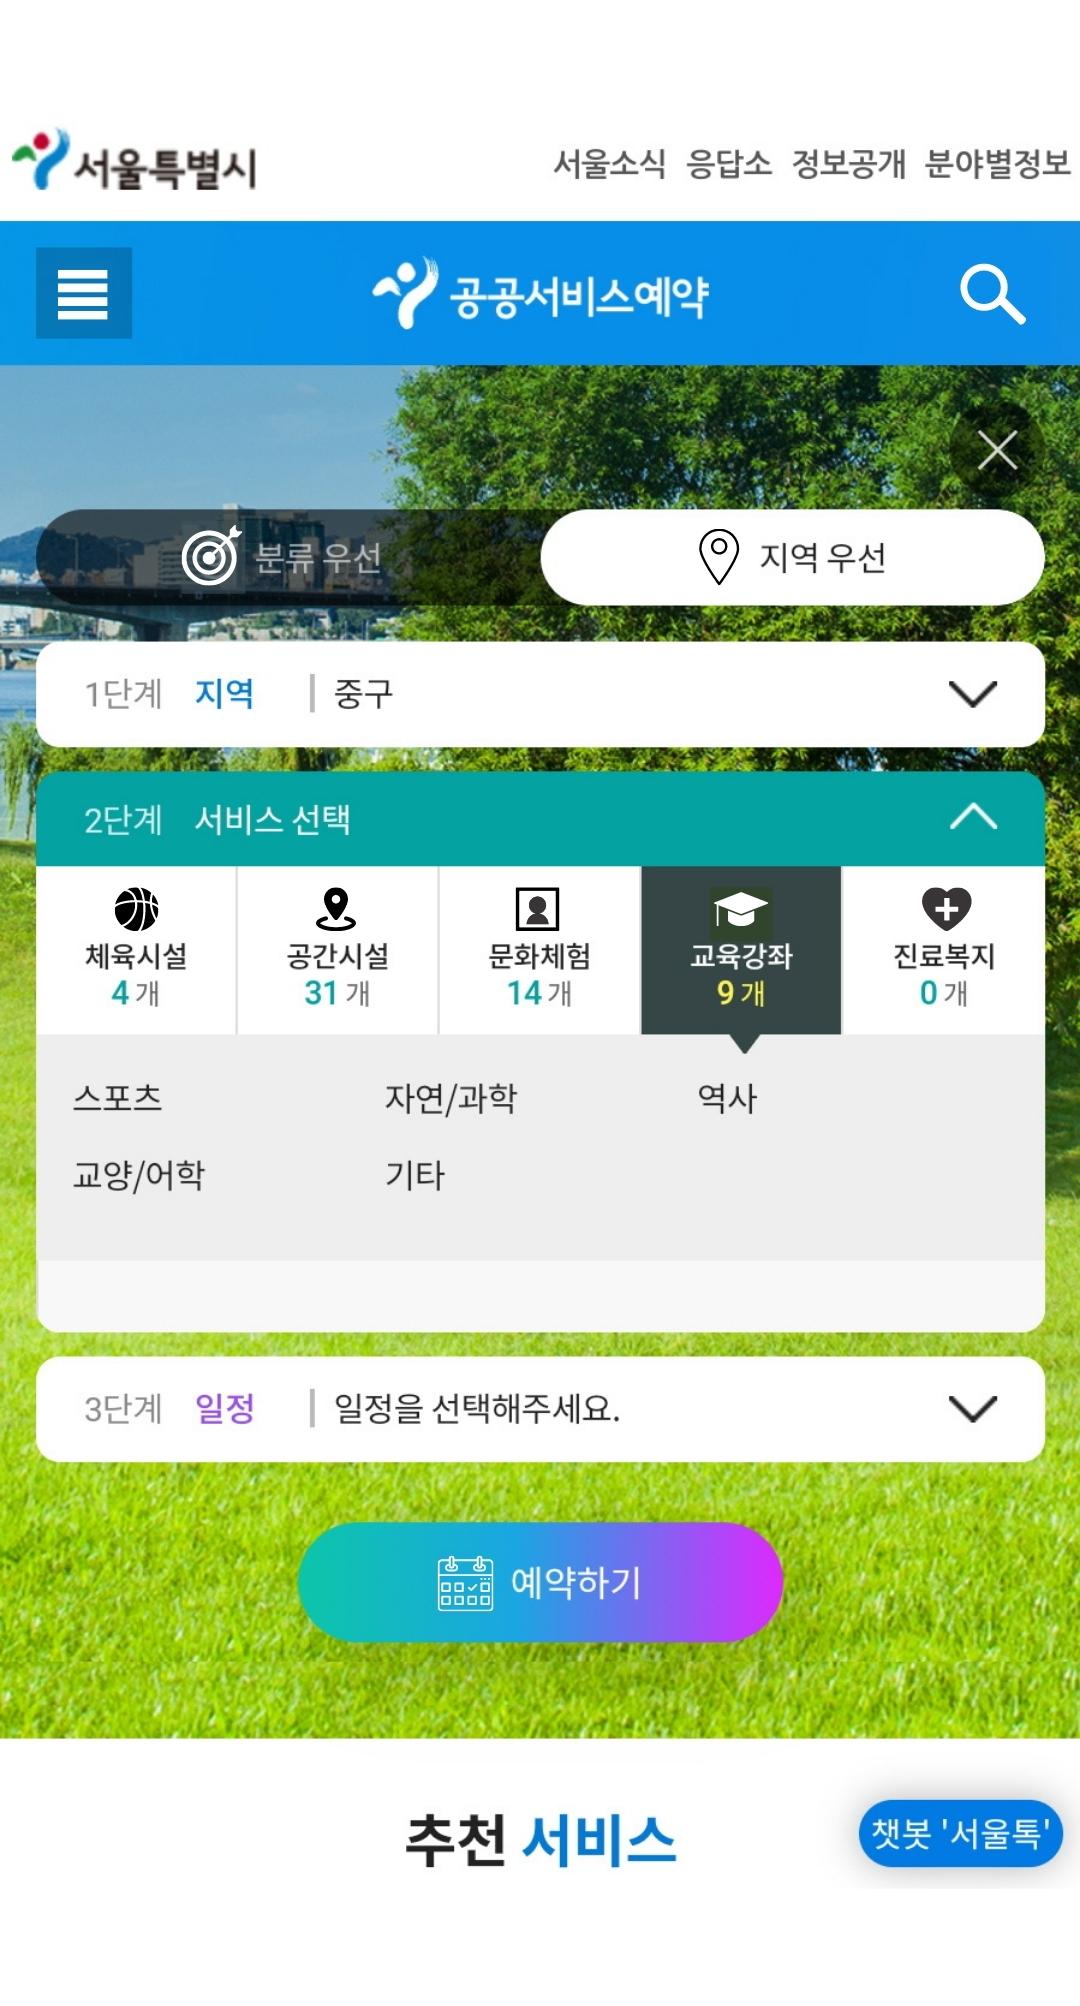 서울특별시 서울소식 응답소 정보공개 분야별정보
공공서비스예약
분류 우선 지역 우선
1단계 지역 중구
2단계 서비스 선택
체육시설 공간시설 문화체험 교육강좌 진료복지
4 개 31 개 14 개 9 개 0 개
스포츠 자연/과학 역사
교양/어학 기타
3단계 일정 일정을 선택해주세요.
예약하기
추천 서비스
챗봇 '서울톡'